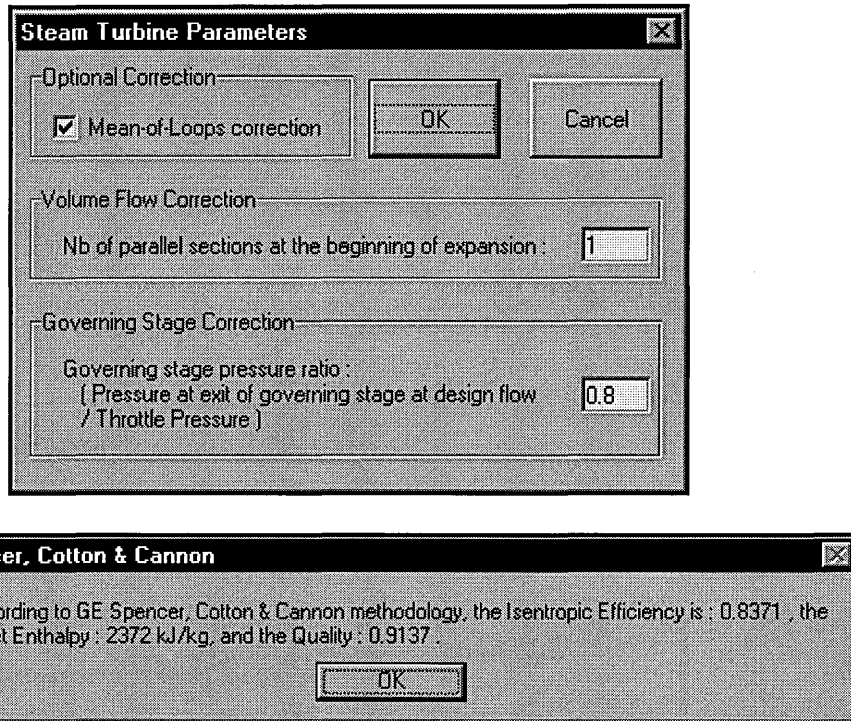 Steam Turbine Parameters
Optional Correction
Mean-of-Loops correction
OK
Cancel
Volume Flow Correction
Nb of parallel sections at the beginning of expansion : 1
Governing Stage Correction
Governing stage pressure ratio :
( Pressure at exit of governing stage at design flow 0.8
/ Throttle Pressure )
cer, Cotton & Cannon
ording to GE Spencer, Cotton & Cannon methodology, the Isentropic Efficiency is : 0.8371 , the
et Enthalpy : 2372 kJ/kg, and the Quality : 0.9137 .
OK